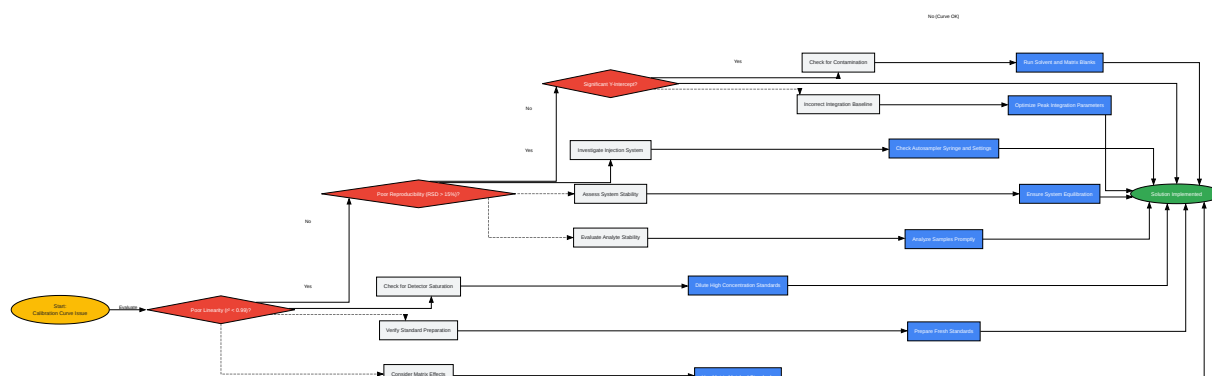 No (Curve OK)
Yes
Check for Contamination
Run Solvent and Matrix Blanks
Significant Y-Intercept?
Incorrect Integration Baseline
Optimize Peak Integration Parameters
No
Yes
Investigate Injection System
Check Autosampler Syringe and Settings
Poor Reproducibility (RSD > 15%)?
Assess System Stability
Ensure System Equilibration
Solution Implemented
No
Evaluate Analyte Stability
Analyze Samples Promptly
Yes
Check for Detector Saturation
Dilute High Concentration Standards
Start:
Calibration Curve Issue
Evaluate
Poor Linearity (r² < 0.99)?
Verify Standard Preparation
Prepare Fresh Standards
Consider Matrix Effects